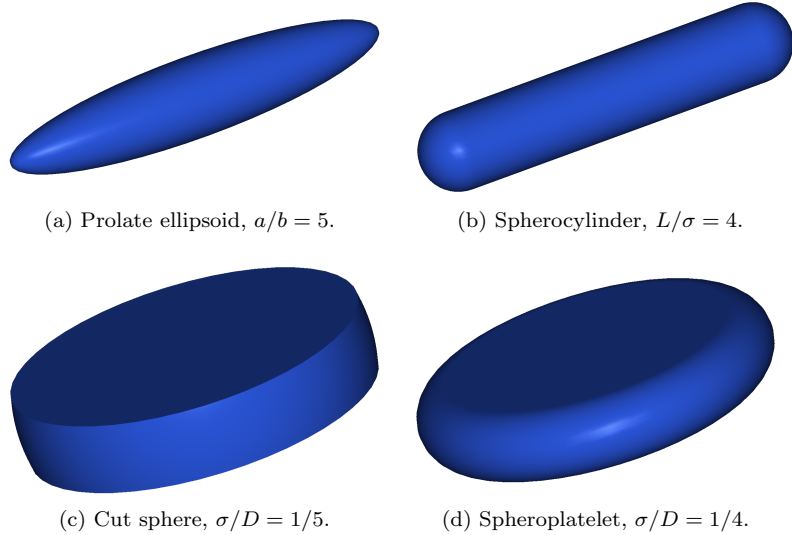 (a) Prolate ellipsoid, a/b = 5.
(b) Spherocylinder, L/σ = 4.
(c) Cut sphere, σ/D = 1/5.
(d) Spheroplatelet, σ/D = 1/4.